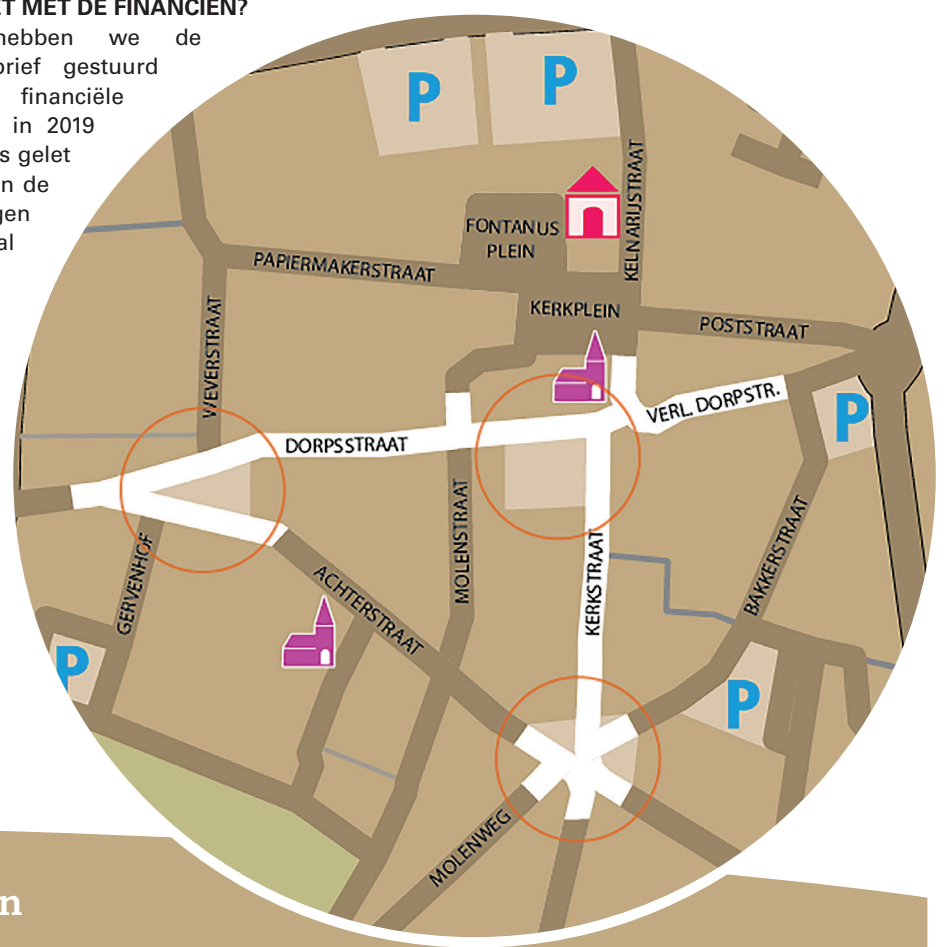 T MET DE FINANCIËN?
hebben we de
brief gestuurd
financiële
in 2019
s gelet
n de
gen
al
P
P
KELNARIJSTRAAT
FONTANUS
PLEIN
PAPIERMAKERSTRAAT
KERKPLEIN
POSTSTRAAT
WEVERSTRAAT
VERL. DORPSTR.
P
DORPSSTRAAT
MOLENSTRAAT
KERKSTRAAT
BAKKERSTRAAT
GERVENHOF
ACHTERSTRAAT
P
P
MOLENWEG
n